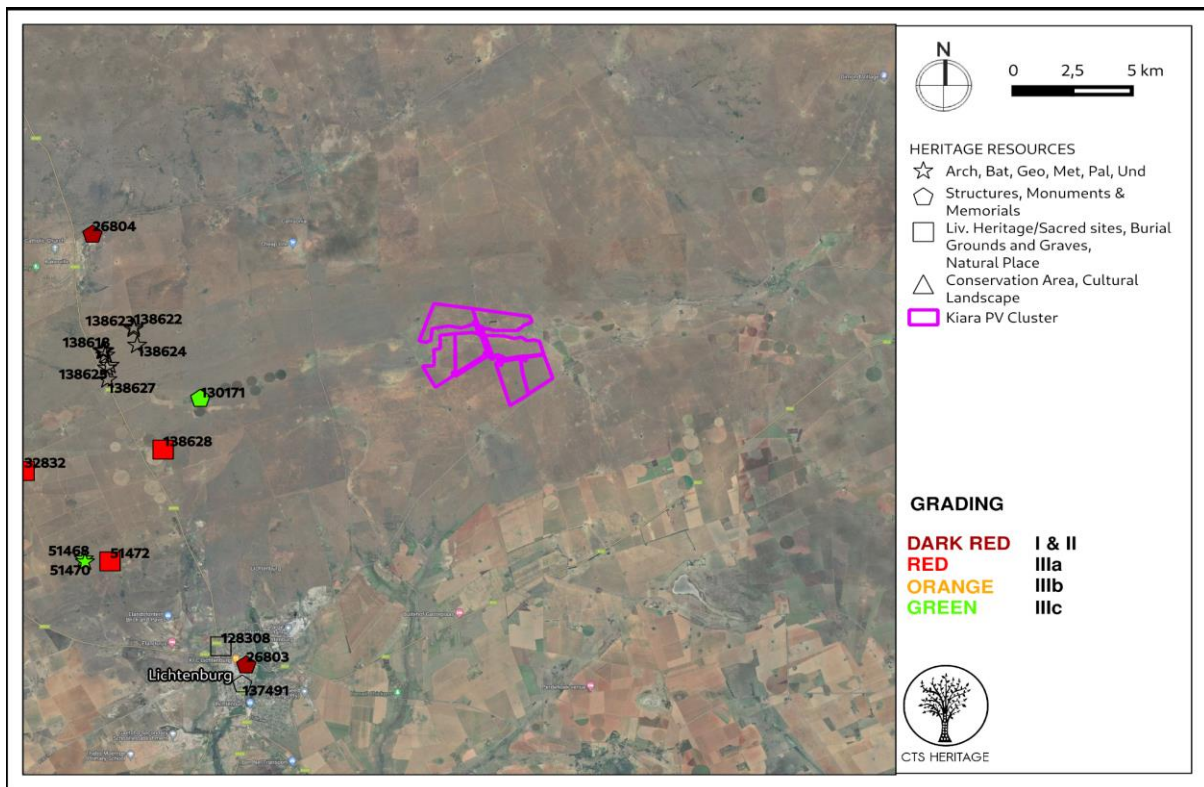 26804
138623
138622
138618
138624
138625
138627
130171
138628
32832
51468
51472
51470
Lichtenburg
128308
26803
Lichtenburg
137491
N
0 2,5 5 km
HERITAGE RESOURCES
Arch, Bat, Geo, Met, Pal, Und
Structures, Monuments &
Memorials
Liv. Heritage/Sacred sites, Burial
Grounds and Graves,
Natural Place
Conservation Area, Cultural
Landscape
Kiara PV Cluster
GRADING
DARK RED I & II
RED IIIa
ORANGE IIIb
GREEN IIIc
CTS HERITAGE